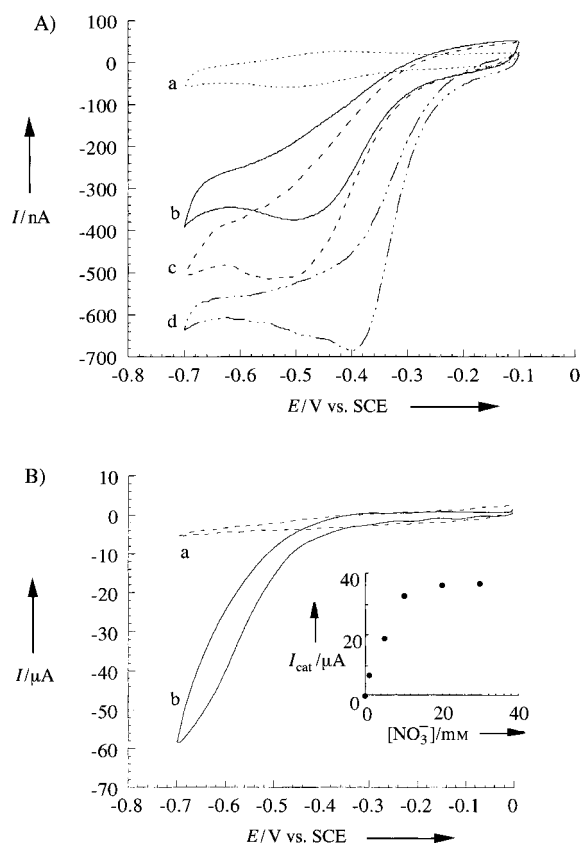 A)
100
0
a
-100
-200
-300
I/nA
b
-400
c
-500
-600
d
-700
-0.8 -0.7 -0.6 -0.5 -0.4 -0.3 -0.2 -0.1 0
E/V vs. SCE
B)
10
0
a
-10
-20
-30
I/μA
-40
b
-50
-60
-70
-0.8 -0.7 -0.6 -0.5 -0.4 -0.3 -0.2 -0.1 0
E/V vs. SCE
40
20
Icat/μA
0
0 20 40
[NO3−]/mM